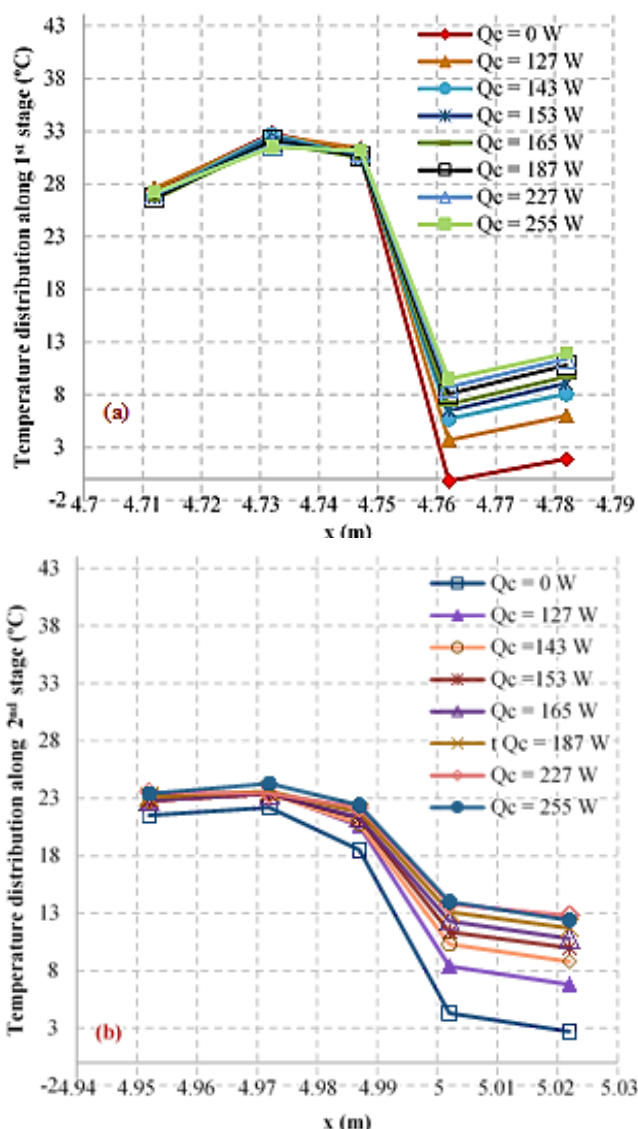 Temperature distribution along 1st stage (°C)
43
38
33
28
23
18
13
8
3
-2
Qc = 0 W
Qc = 127 W
Qc = 143 W
Qc = 153 W
Qc = 165 W
Qc = 187 W
Qc = 227 W
Qc = 255 W
(a)
4.7 4.71 4.72 4.73 4.74 4.75 4.76 4.77 4.78 4.79
x (m)
Temperature distribution along 2nd stage (°C)
43
38
33
28
23
18
13
8
3
-2
Qc = 0 W
Qc = 127 W
Qc =143 W
Qc =153 W
Qc = 165 W
t Qc = 187 W
Qc = 227 W
Qc = 255 W
(b)
4.94 4.95 4.96 4.97 4.98 4.99 5 5.01 5.02 5.03
x (m)